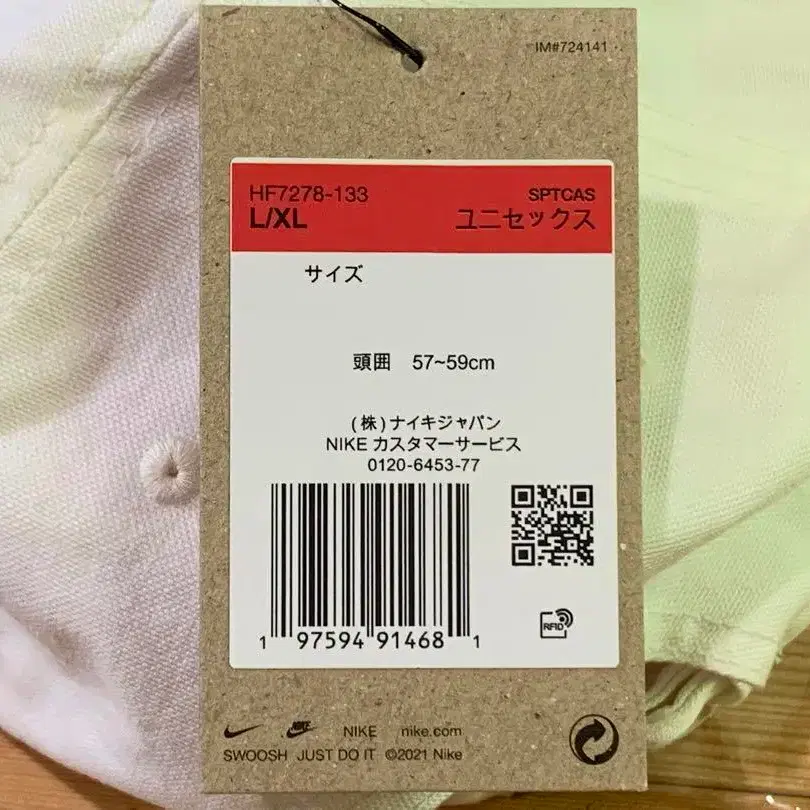 IM#724141
HF7278-133 SPTCAS
L/XL ユニセックス
サイズ
頭囲 57~59cm
(株)ナイキジャパン
NIKE カスタマーサービス
0120-6453-77
1 97594 91468 1
RFID
NIKE nike.com
SWOOSH JUST DO IT ©2021 Nike